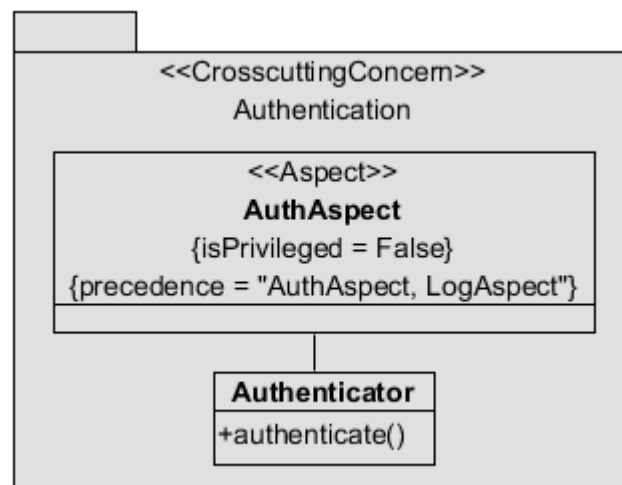 <<CrosscuttingConcern>>
Authentication
<<Aspect>>
AuthAspect
{isPrivileged = False}
{precedence = "AuthAspect, LogAspect"}
Authenticator
+authenticate()